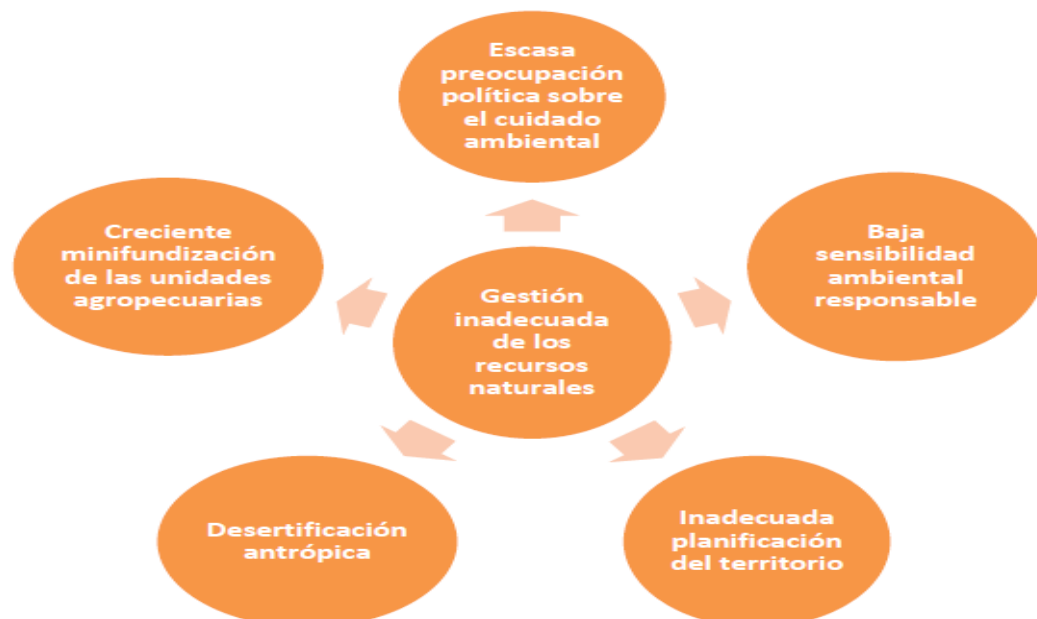 Escasa
preocupación
política sobre
el cuidado
ambiental
Creciente
minifundización
de las unidades
agropecuarias
Baja
sensibilidad
ambiental
responsable
Gestión
inadecuada
de los
recursos
naturales
Desertificación
antrópica
Inadecuada
planificación
del territorio